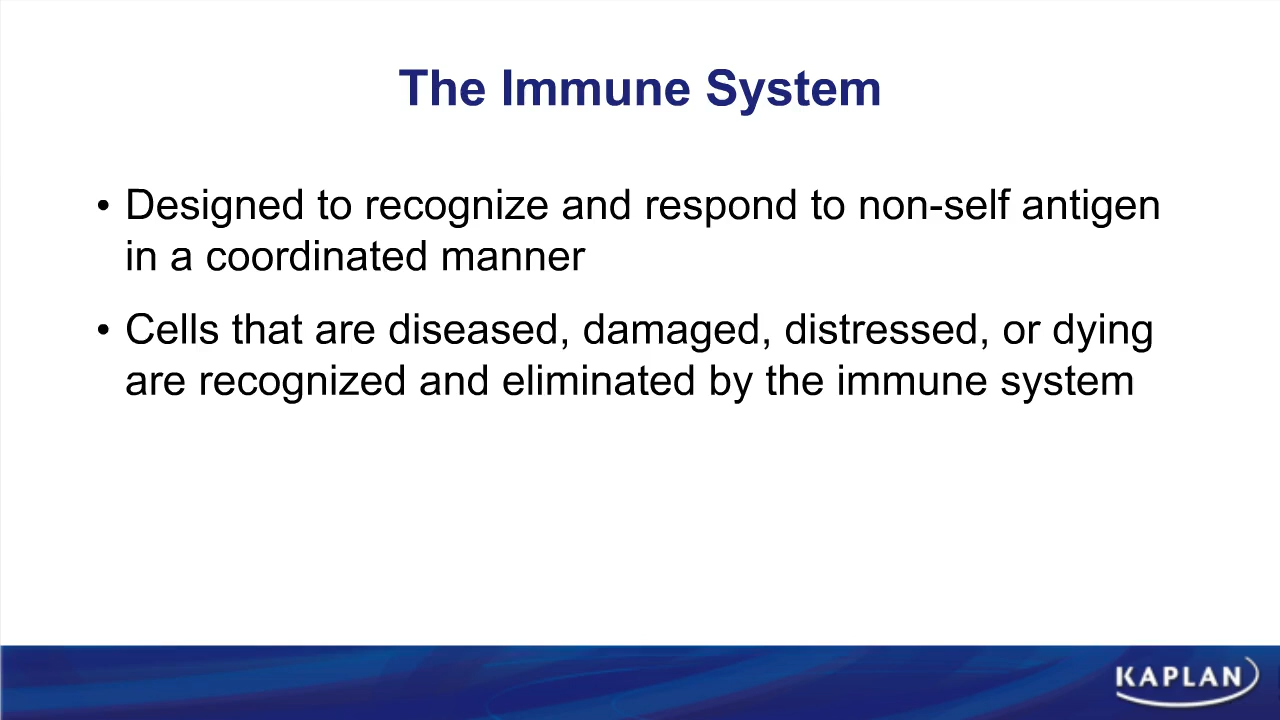 The Immune System
• Designed to recognize and respond to non-self antigen
in a coordinated manner
• Cells that are diseased, damaged, distressed, or dying
are recognized and eliminated by the immune system
KAPLAN